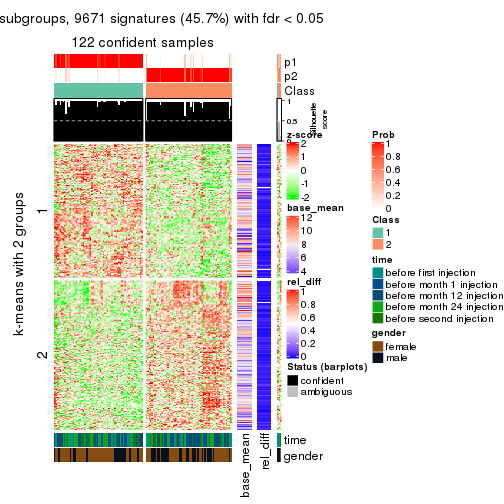 subgroups, 9671 signatures (45.7%) with fdr < 0.05
122 confident samples
p1
p2
Class
1
0.5
0
Silhouette
score
k-means with 2 groups
1
2
z-score
2
1
0
-1
-2
base_mean
12
10
8
6
4
rel_diff
1
0.8
0.6
0.4
0.2
0
Status (barplots)
confident
ambiguous
Prob
1
0.8
0.6
0.4
0.2
0
Class
1
2
time
before first injection
before month 1 injection
before month 12 injection
before month 24 injection
before second injection
gender
female
male
time
gender
base_mean
rel_diff